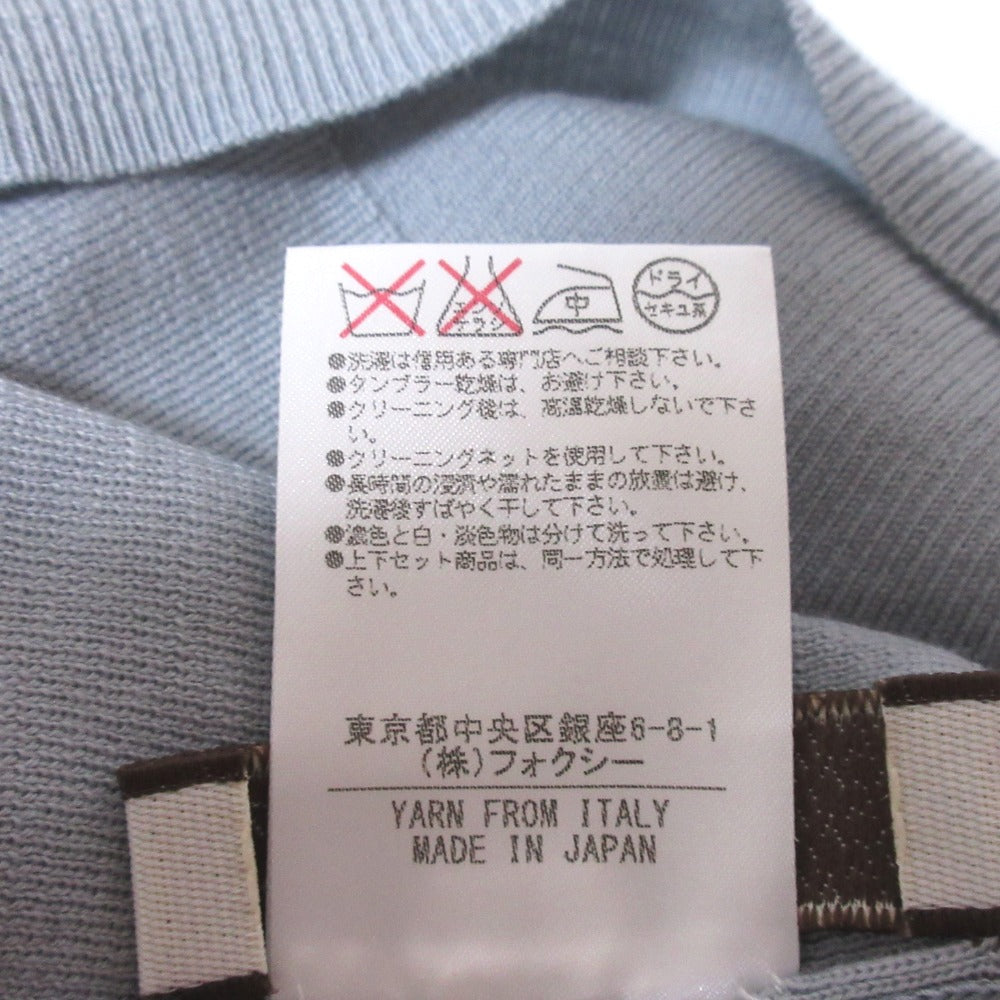 中
ドライ
セキユ系
●洗濯は信用ある専門店へご相談下さい。
●タンブラー乾燥は、お避け下さい。
●クリーニング後は、高温乾燥しないで下さ
い。
●クリーニングネットを使用して下さい。
●長時間の浸漬や濡れたままの放置は避け、
洗濯後すばやく干して下さい。
●濃色と白・淡色物は分けて洗って下さい。
●上下セット商品は、同一方法で処理して下
さい。
東京都中央区銀座6-8-1
(株)フォクシー
YARN FROM ITALY
MADE IN JAPAN